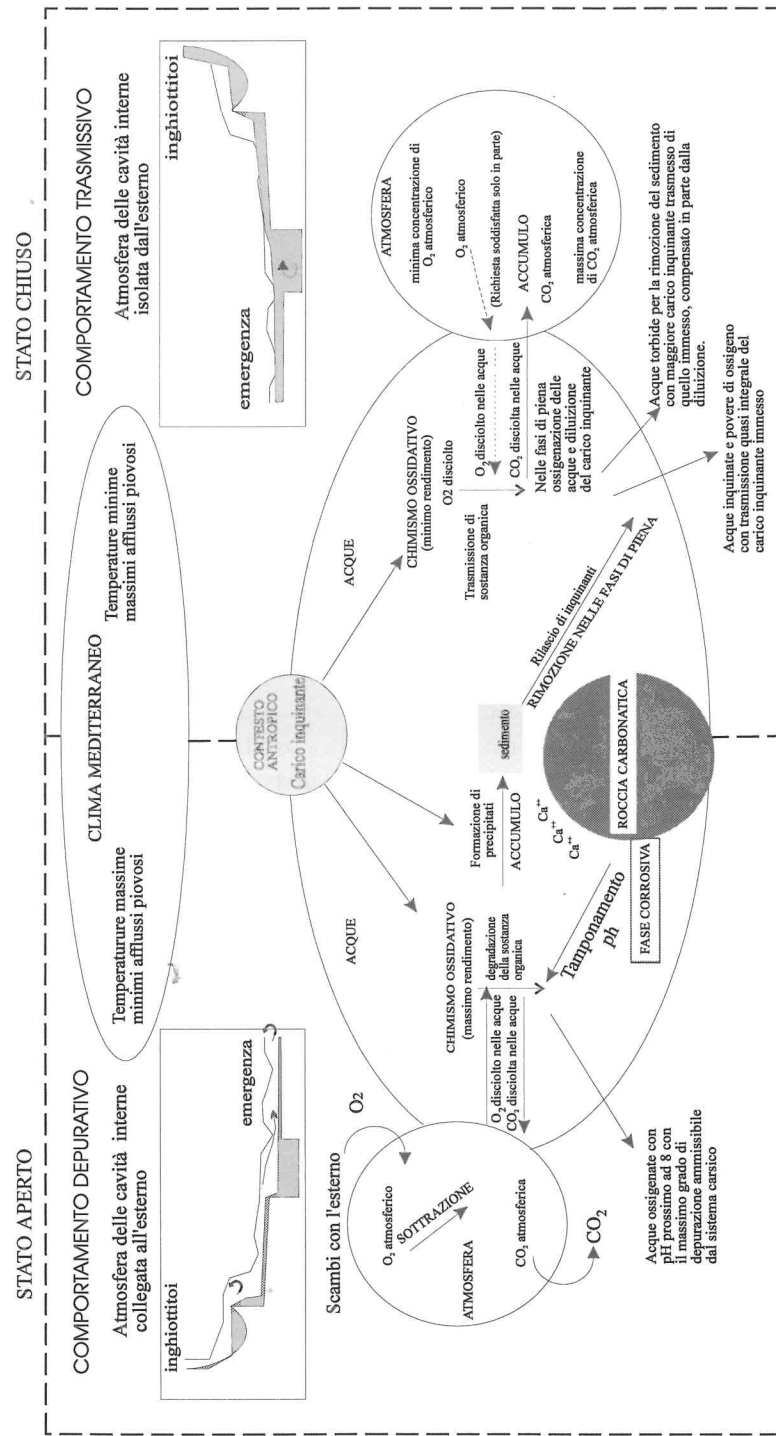 STATO APERTO
STATO CHIUSO
COMPORTAMENTO DEPURATIVO
Atmosfera delle cavità interne
collegata all'esterno
inghiottitoi
emergenza
CLIMA MEDITERRANEO
Temperature massime
minimi afflussi piovosi
Temperature minime
massimi afflussi piovosi
COMPORTAMENTO TRASMISSIVO
Atmosfera delle cavità interne
isolata dall'esterno
emergenza
inghiottitoi
Scambi con l'esterno
O2
O₂ atmosferico
SOTTRAZIONE
ATMOSFERA
CO₂ atmosferica
CO₂
CONTESTO
ANTROPICO
Carico inquinante
ACQUE
CHIMISMO OSSIDATIVO
(massimo rendimento)
O₂ disciolto nelle acque
CO₂ disciolta nelle acque
degradazione
della sostanza
organica
Formazione di
precipitati
ACCUMULO
sedimento
Ca⁺⁺
Ca⁺⁺
Ca⁺⁺
Tamponamento
ph
FASE CORROSIVA
ROCCIA CARBONATICA
Rilascio di inquinanti
RIMOZIONE NELLE FASI DI PIENA
Acque ossigenate con
pH prossimo ad 8 con
il massimo grado di
depurazione ammissibile
dal sistema carsico
ACQUE
CHIMISMO OSSIDATIVO
(minimo rendimento)
O2 disciolto
Trasmissione di
sostanza organica
O₂ disciolto nelle acque
CO₂ disciolta nelle acque
Nelle fasi di piena
ossigenazione delle
acque e diluizione
del carico inquinante
ATMOSFERA
minima concentrazione di
O₂ atmosferico
O₂ atmosferico
(Richiesta soddisfatta solo in parte)
ACCUMULO
CO₂ atmosferica
massima concentrazione
di CO₂ atmosferica
Acque torbide per la rimozione del sedimento
con maggiore carico inquinante trasmesso di
quello immesso, compensato in parte dalla
diluizione.
Acque inquinate e povere di ossigeno
con trasmissione quasi integrale del
carico inquinante immesso